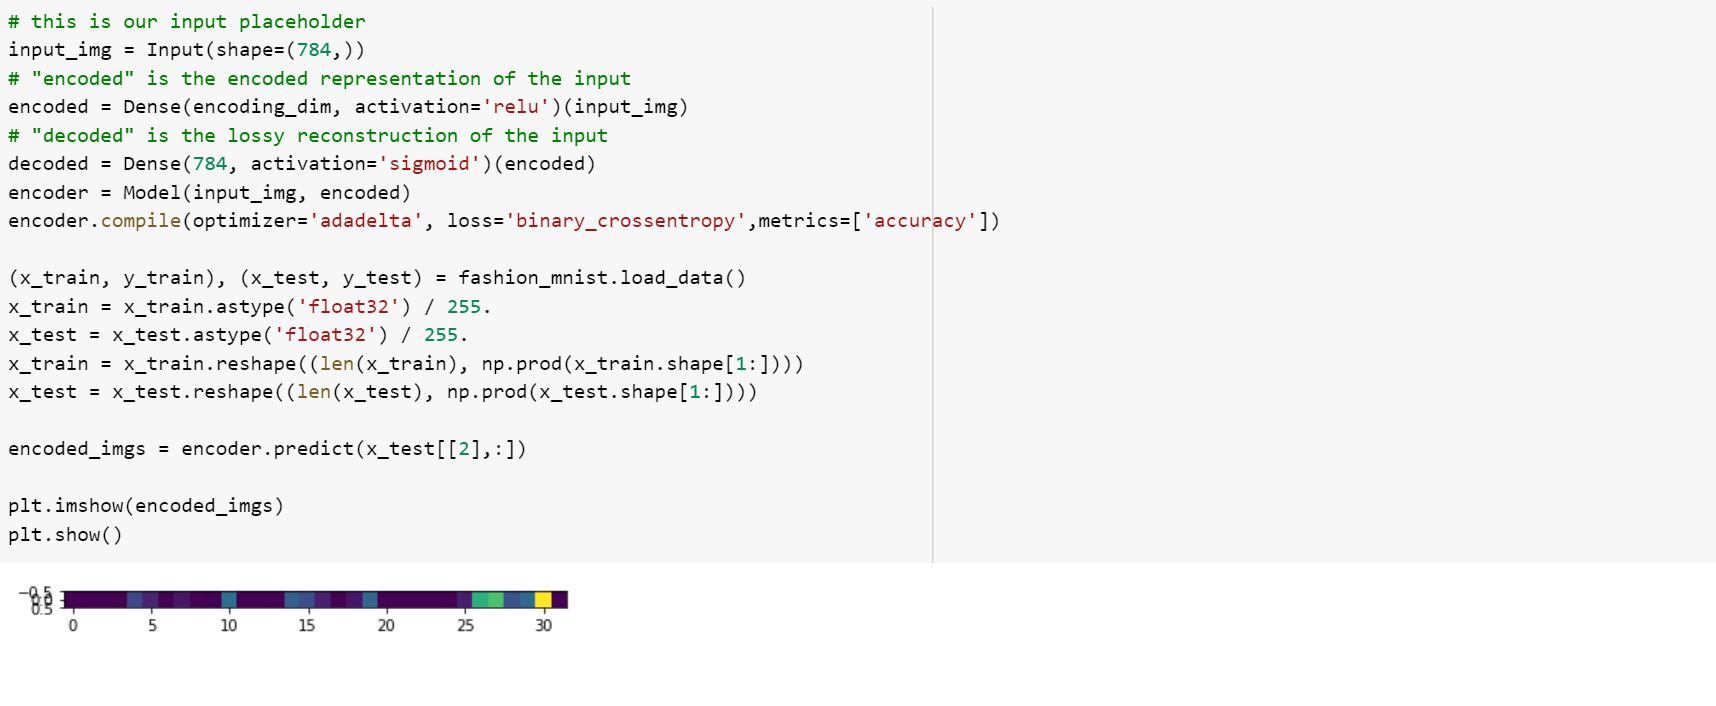 # this is our input placeholder
input_img = Input(shape=(784,))
# "encoded" is the encoded representation of the input
encoded = Dense(encoding_dim, activation='relu')(input_img)
# "decoded" is the lossy reconstruction of the input
decoded = Dense(784, activation='sigmoid')(encoded)
encoder = Model(input_img, encoded)
encoder.compile(optimizer='adadelta', loss='binary_crossentropy',metrics=['accuracy'])
(x_train, y_train), (x_test, y_test) = fashion_mnist.load_data()
x_train = x_train.astype('float32') / 255.
x_test = x_test.astype('float32') / 255.
x_train = x_train.reshape((len(x_train), np.prod(x_train.shape[1:])))
x_test = x_test.reshape((len(x_test), np.prod(x_test.shape[1:])))
encoded_imgs = encoder.predict(x_test[[2],:])
plt.imshow(encoded_imgs)
plt.show()
−0.5
0.0
0.5
0 5 10 15 20 25 30